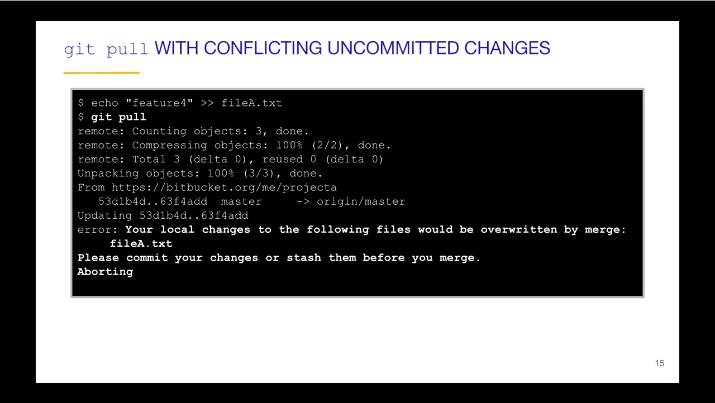 git pull WITH CONFLICTING UNCOMMITTED CHANGES
$ echo "feature4" >> fileA.txt
$ git pull
remote: Counting objects: 3, done.
remote: Compressing objects: 100% (2/2), done.
remote: Total 3 (delta 0), reused 0 (delta 0)
Unpacking objects: 100% (3/3), done.
From https://bitbucket.org/me/projecta
   53d1b4d..63f4add  master     -> origin/master
Updating 53d1b4d..63f4add
error: Your local changes to the following files would be overwritten by merge:
    fileA.txt
Please commit your changes or stash them before you merge.
Aborting
15